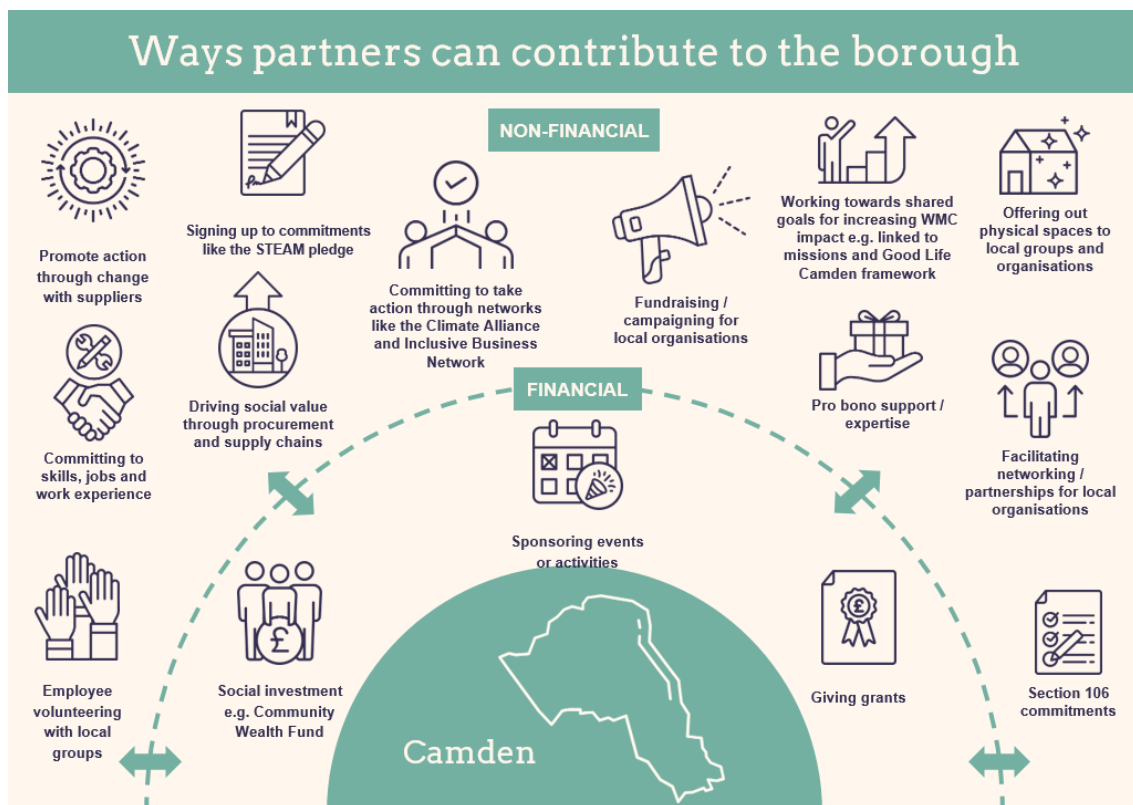 Ways partners can contribute to the borough
NON-FINANCIAL
Promote action
through change
with suppliers
Signing up to commitments
like the STEAM pledge
Committing to take
action through networks
like the Climate Alliance
and Inclusive Business
Network
Fundraising /
campaigning for
local organisations
Working towards shared
goals for increasing WMC
impact e.g. linked to
missions and Good Life
Camden framework
Offering out
physical spaces to
local groups and
organisations
Committing to
skills, jobs and
work experience
Driving social value
through procurement
and supply chains
Pro bono support /
expertise
Facilitating
networking /
partnerships for local
organisations
Employee
volunteering
with local
groups
Section 106
commitments
FINANCIAL
Sponsoring events
or activities
£
Social investment
e.g. Community
Wealth Fund
£
Giving grants
Camden